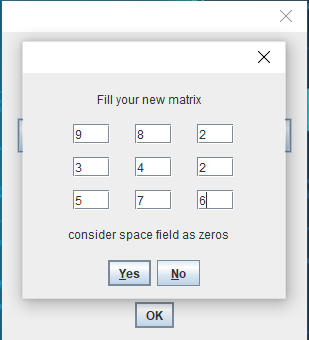 Fill your new matrix
9 8 2
3 4 2
5 7 6
consider space field as zeros
Yes No
OK